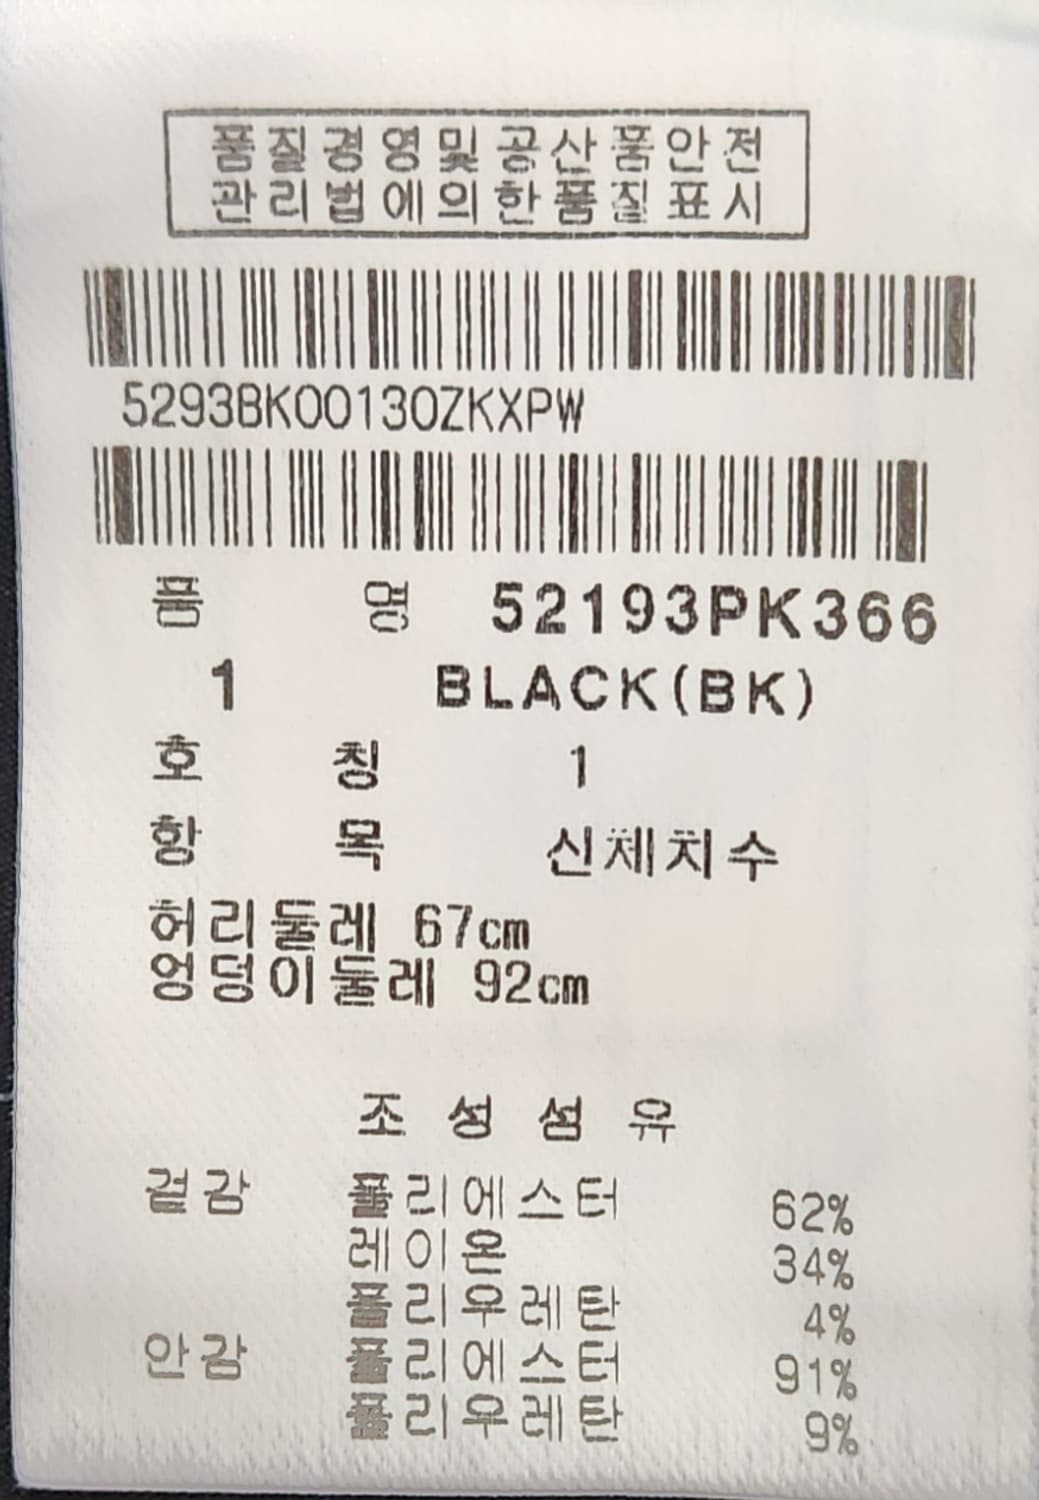 품질경영및공산품안전
관리법에의한품질표시
5293BK00130ZKXPW
품 명 52193PK366
1 BLACK(BK)
호 칭 1
항 목 신체치수
허리둘레 67cm
엉덩이둘레 92cm
조성섬유
겉감 폴리에스터 62%
레이온 34%
폴리우레탄 4%
안감 폴리에스터 91%
폴리우레탄 9%